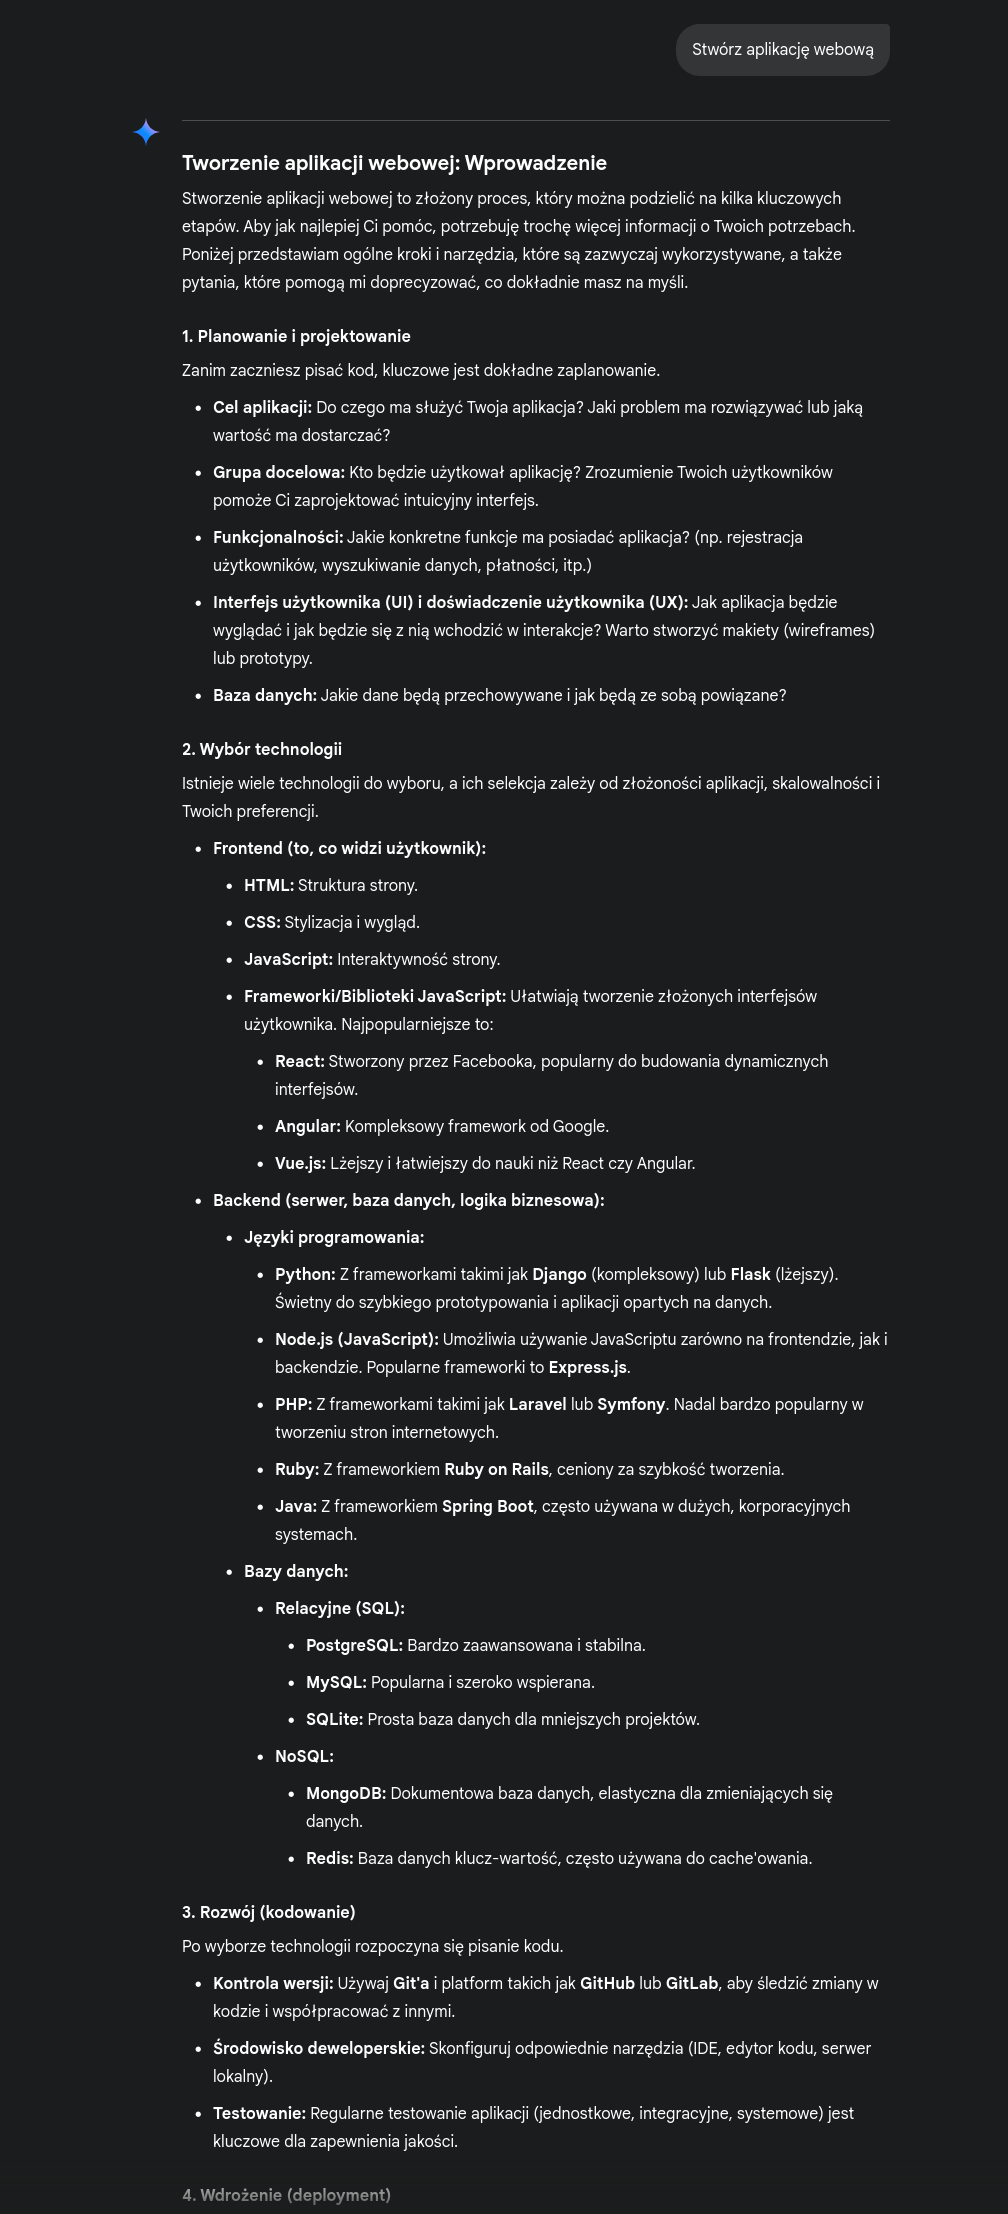 Stwórz aplikację webową
Tworzenie aplikacji webowej: Wprowadzenie
Stworzenie aplikacji webowej to złożony proces, który można podzielić na kilka kluczowych
etapów. Aby jak najlepiej Ci pomóc, potrzebuję trochę więcej informacji o Twoich potrzebach.
Poniżej przedstawiam ogólne kroki i narzędzia, które są zazwyczaj wykorzystywane, a także
pytania, które pomogą mi doprecyzować, co dokładnie masz na myśli.
1. Planowanie i projektowanie
Zanim zaczniesz pisać kod, kluczowe jest dokładne zaplanowanie.
• Cel aplikacji: Do czego ma służyć Twoja aplikacja? Jaki problem ma rozwiązywać lub jaką
wartość ma dostarczać?
• Grupa docelowa: Kto będzie użytkował aplikację? Zrozumienie Twoich użytkowników
pomoże Ci zaprojektować intuicyjny interfejs.
• Funkcjonalności: Jakie konkretne funkcje ma posiadać aplikacja? (np. rejestracja
użytkowników, wyszukiwanie danych, płatności, itp.)
• Interfejs użytkownika (UI) i doświadczenie użytkownika (UX): Jak aplikacja będzie
wyglądać i jak będzie się z nią wchodzić w interakcje? Warto stworzyć makiety (wireframes)
lub prototypy.
• Baza danych: Jakie dane będą przechowywane i jak będą ze sobą powiązane?
2. Wybór technologii
Istnieje wiele technologii do wyboru, a ich selekcja zależy od złożoności aplikacji, skalowalności i
Twoich preferencji.
• Frontend (to, co widzi użytkownik):
• HTML: Struktura strony.
• CSS: Stylizacja i wygląd.
• JavaScript: Interaktywność strony.
• Frameworki/Biblioteki JavaScript: Ułatwiają tworzenie złożonych interfejsów
użytkownika. Najpopularniejsze to:
• React: Stworzony przez Facebooka, popularny do budowania dynamicznych
interfejsów.
• Angular: Kompleksowy framework od Google.
• Vue.js: Lżejszy i łatwiejszy do nauki niż React czy Angular.
• Backend (serwer, baza danych, logika biznesowa):
• Języki programowania:
• Python: Z frameworkami takimi jak Django (kompleksowy) lub Flask (lżejszy).
Świetny do szybkiego prototypowania i aplikacji opartych na danych.
• Node.js (JavaScript): Umożliwia używanie JavaScriptu zarówno na frontendzie, jak i
backendzie. Popularne frameworki to Express.js.
• PHP: Z frameworkami takimi jak Laravel lub Symfony. Nadal bardzo popularny w
tworzeniu stron internetowych.
• Ruby: Z frameworkiem Ruby on Rails, ceniony za szybkość tworzenia.
• Java: Z frameworkiem Spring Boot, często używana w dużych, korporacyjnych
systemach.
• Bazy danych:
• Relacyjne (SQL):
• PostgreSQL: Bardzo zaawansowana i stabilna.
• MySQL: Popularna i szeroko wspierana.
• SQLite: Prosta baza danych dla mniejszych projektów.
• NoSQL:
• MongoDB: Dokumentowa baza danych, elastyczna dla zmieniających się
danych.
• Redis: Baza danych klucz-wartość, często używana do cache'owania.
3. Rozwój (kodowanie)
Po wyborze technologii rozpoczyna się pisanie kodu.
• Kontrola wersji: Używaj Git'a i platform takich jak GitHub lub GitLab, aby śledzić zmiany w
kodzie i współpracować z innymi.
• Środowisko deweloperskie: Skonfiguruj odpowiednie narzędzia (IDE, edytor kodu, serwer
lokalny).
• Testowanie: Regularne testowanie aplikacji (jednostkowe, integracyjne, systemowe) jest
kluczowe dla zapewnienia jakości.
4. Wdrożenie (deployment)